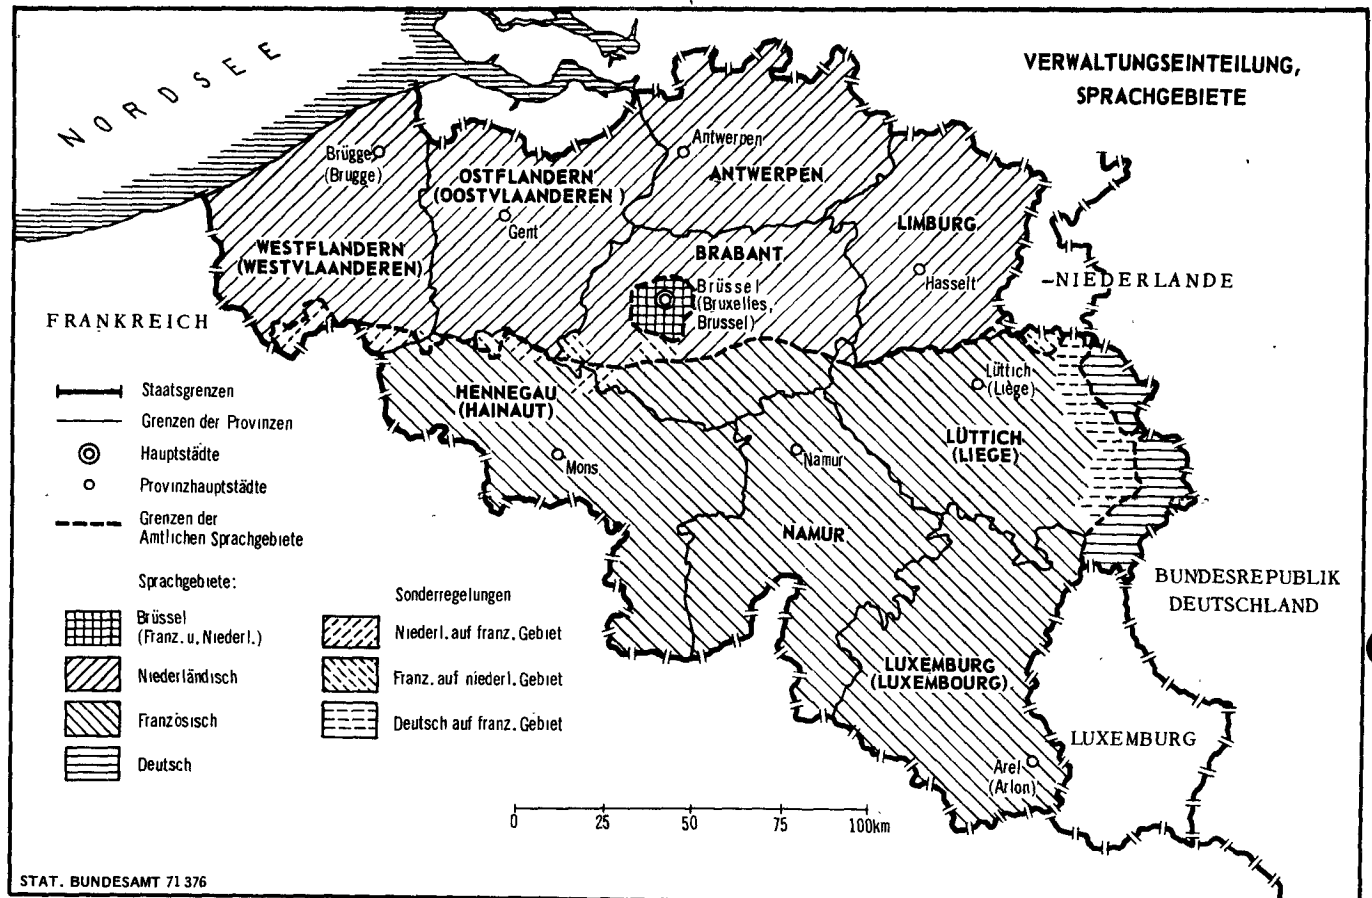 VERWALTUNGSEINTEILUNG,
SPRACHGEBIETE
NORDSEE
Brügge
(Brugge)
OSTFLANDERN
(OOSTVLAANDEREN)
Gent
Antwerpen
ANTWERPEN
LIMBURG
Hasselt
WESTFLANDERN
(WESTVLAANDEREN)
BRABANT
Brüssel
(Bruxelles,
Brussel)
NIEDERLANDE
FRANKREICH
HENNEGAU
(HAINAUT)
Mons
Lüttich
(Liège)
LÜTTICH
(LIEGE)
Namur
NAMUR
BUNDESREPUBLIK
DEUTSCHLAND
LUXEMBURG
(LUXEMBOURG)
LUXEMBURG
Arel
(Arlon)
Staatsgrenzen
Grenzen der Provinzen
Hauptstädte
Provinzhauptstädte
Grenzen der
Amtlichen Sprachgebiete
Sprachgebiete:
Brüssel
(Franz. u. Niederl.)
Niederländisch
Französisch
Deutsch
Sonderregelungen
Niederl. auf franz. Gebiet
Franz. auf niederl. Gebiet
Deutsch auf franz. Gebiet
0 25 50 75 100km
STAT. BUNDESAMT 71 376